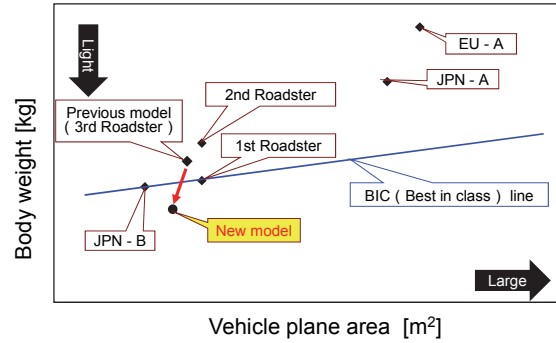 EU - A
Light
JPN - A
2nd Roadster
Previous model
( 3rd Roadster )
1st Roadster
Body weight [kg]
BIC ( Best in class ) line
JPN - B
New model
Large
Vehicle plane area [m²]